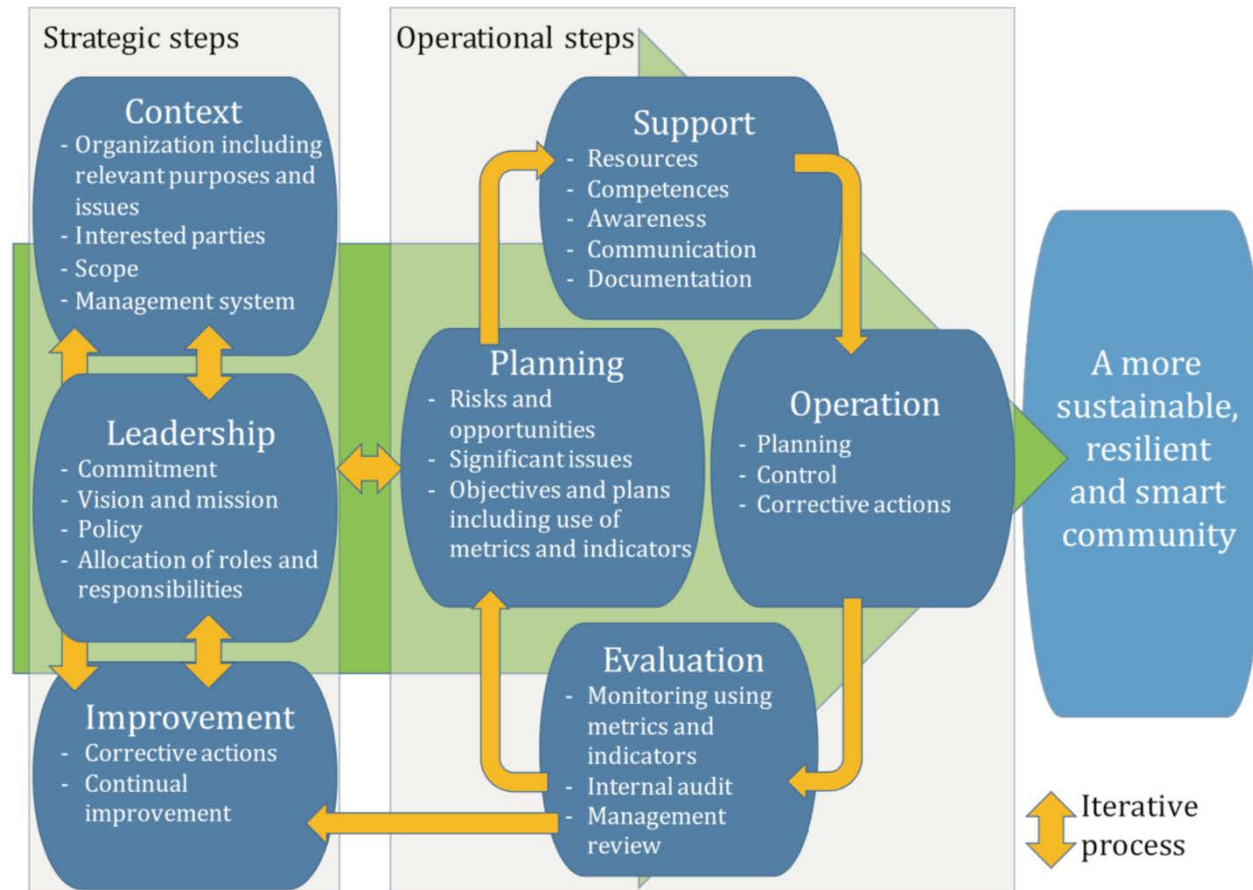 Strategic steps
Context
- Organization including
relevant purposes and
issues
- Interested parties
- Scope
- Management system
Leadership
- Commitment
- Vision and mission
- Policy
- Allocation of roles and
responsibilities
Improvement
- Corrective actions
- Continual
improvement
Operational steps
Support
- Resources
- Competences
- Awareness
- Communication
- Documentation
Planning
- Risks and
opportunities
- Significant issues
- Objectives and plans
including use of
metrics and indicators
Operation
- Planning
- Control
- Corrective actions
Evaluation
- Monitoring using
metrics and
indicators
- Internal audit
- Management
review
A more
sustainable,
resilient
and smart
community
Iterative
process